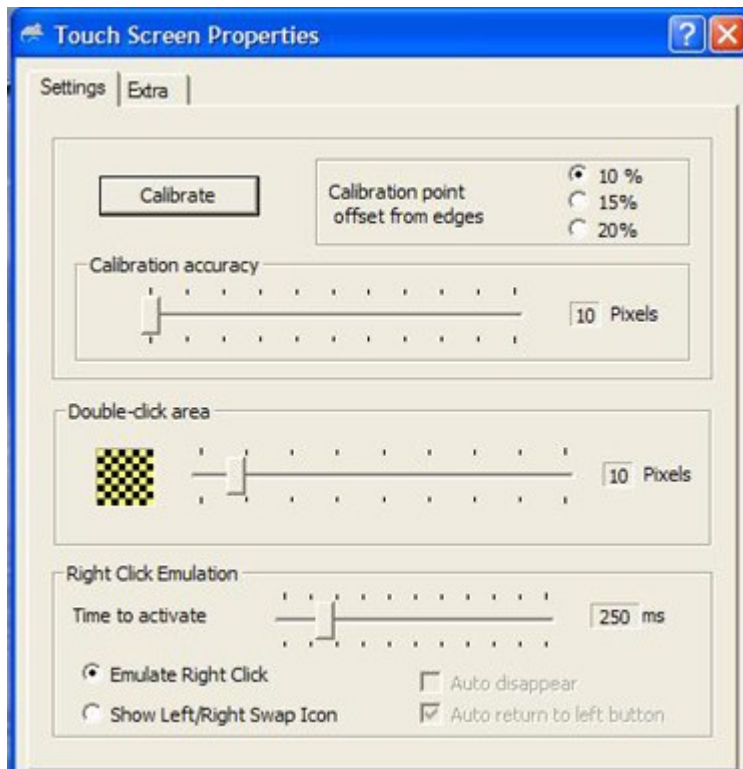 Touch Screen Properties
Settings
Extra
Calibrate
Calibration point
offset from edges
10 %
15%
20%
Calibration accuracy
10 Pixels
Double-click area
10 Pixels
Right Click Emulation
Time to activate
250 ms
Emulate Right Click
Auto disappear
Show Left/Right Swap Icon
Auto return to left button